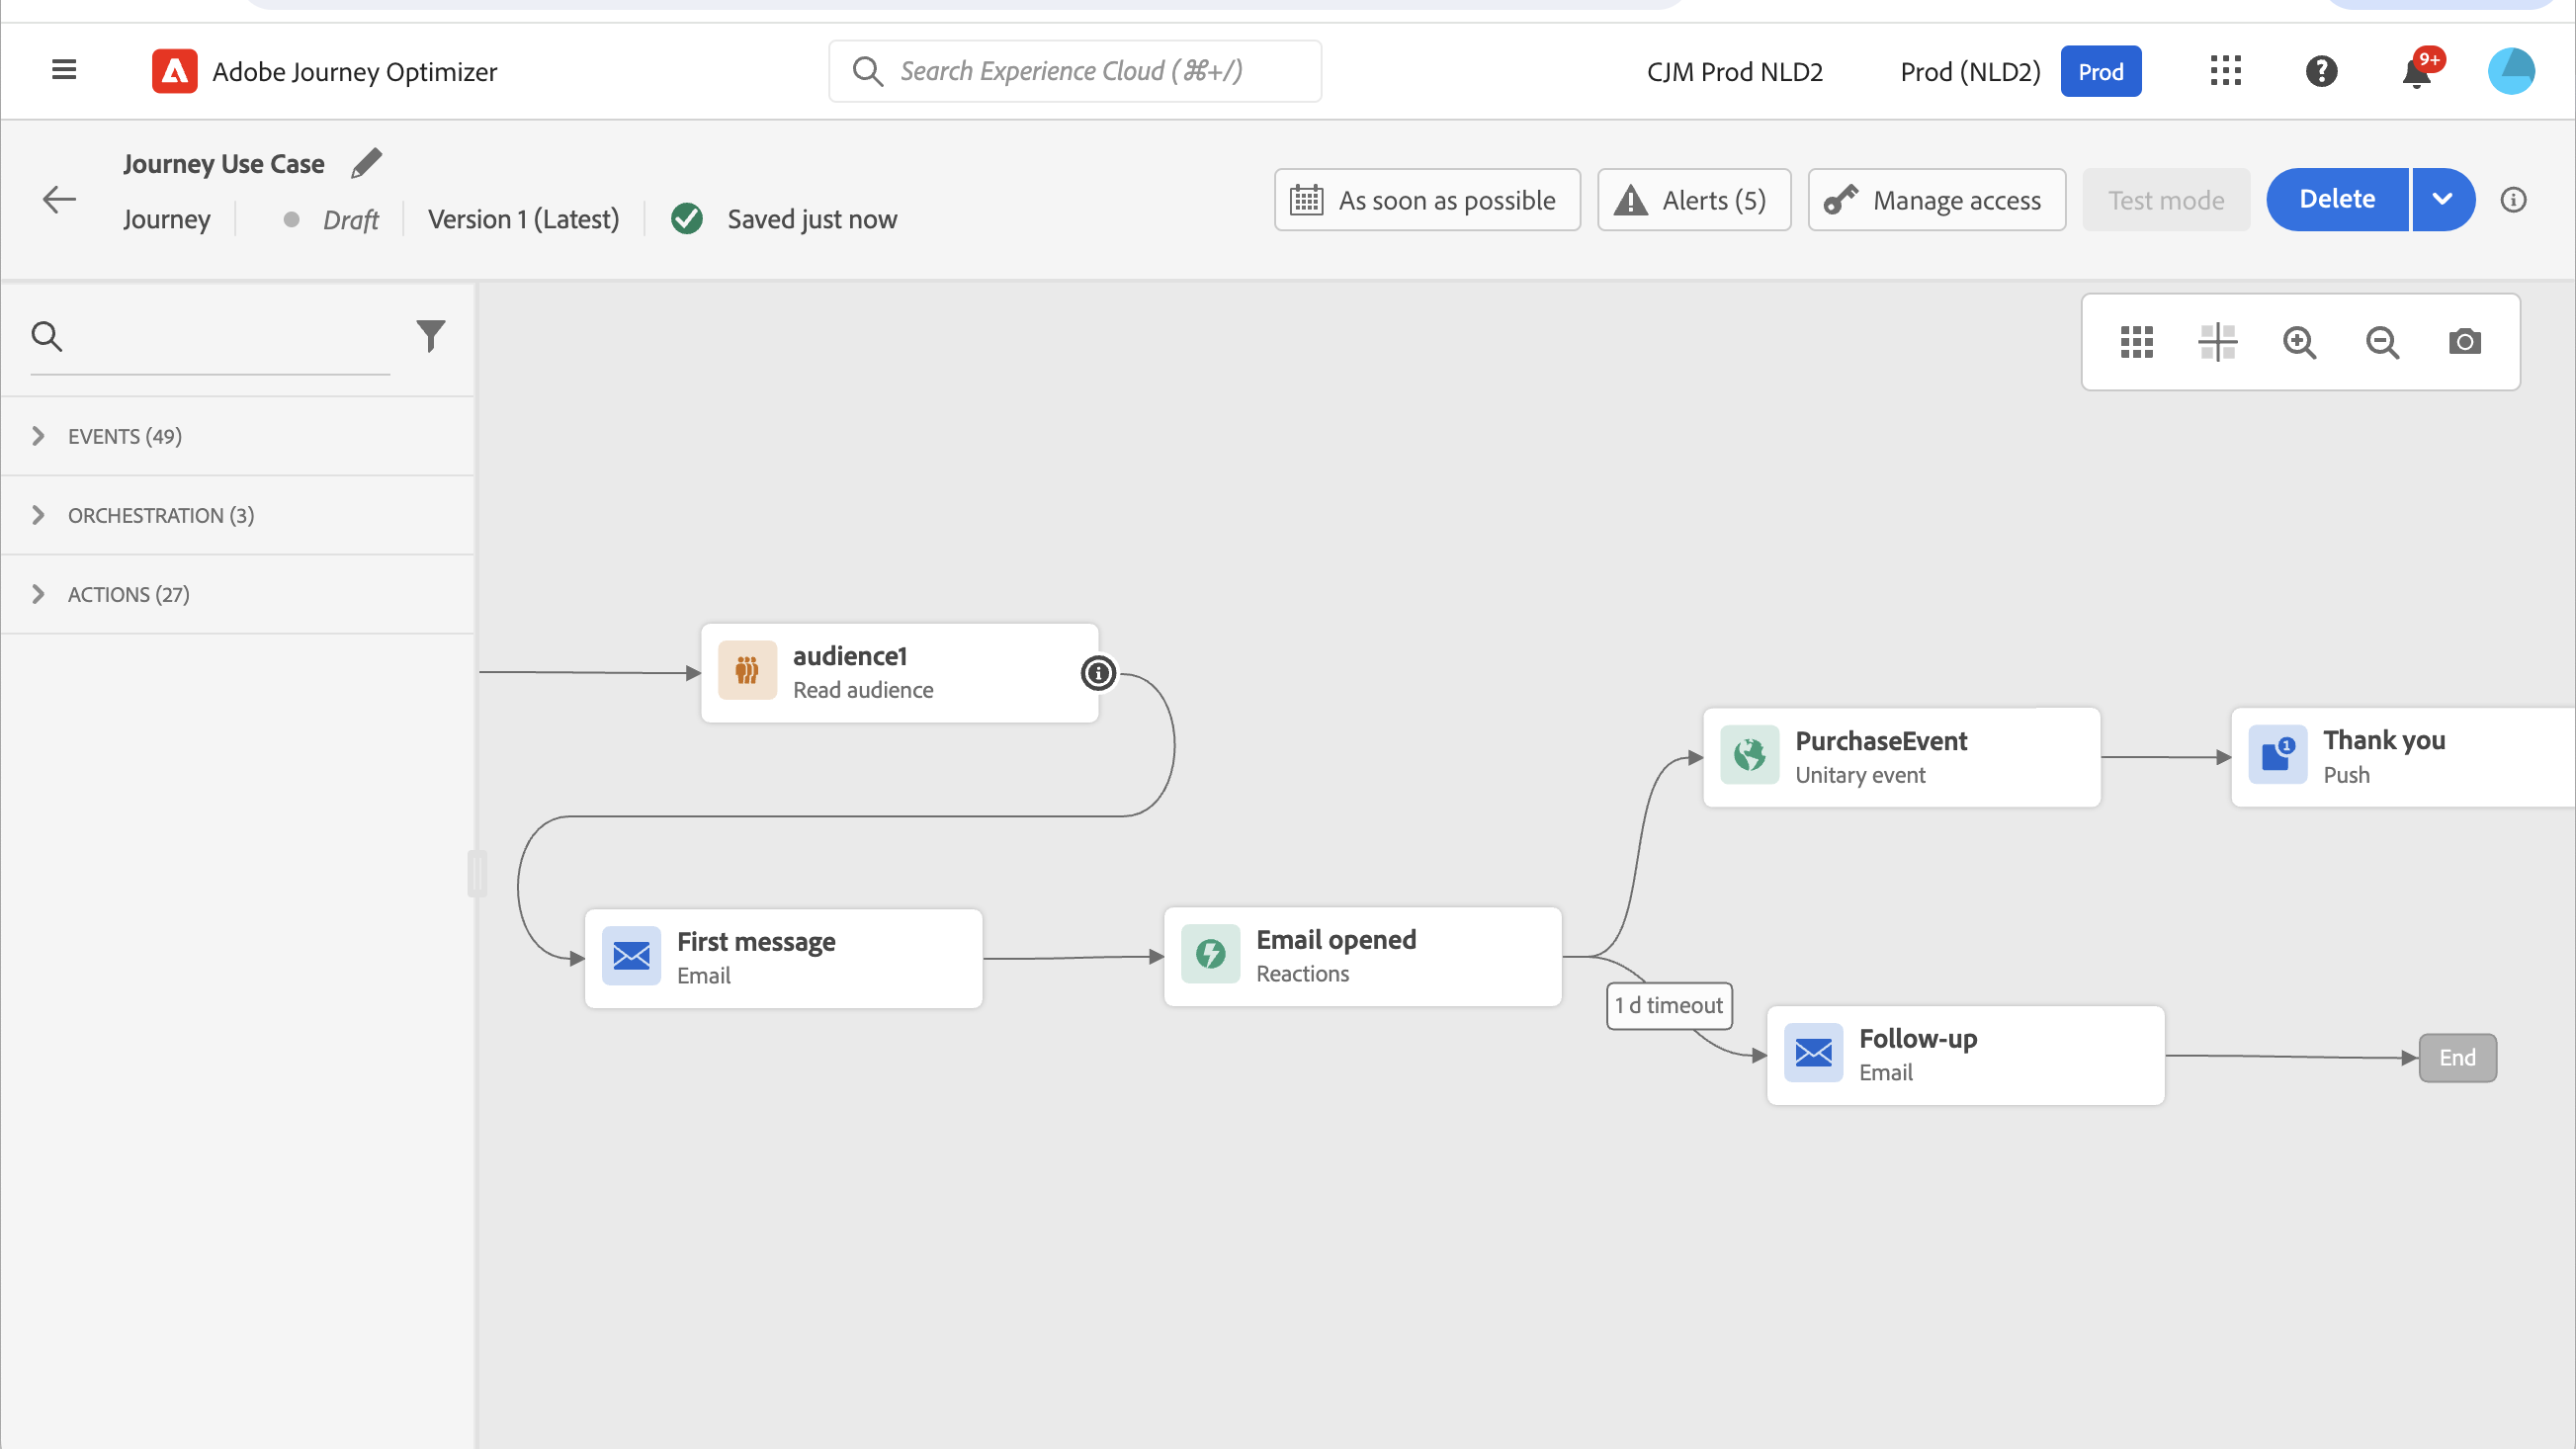 Adobe Journey Optimizer
Search Experience Cloud (⌘+/)
CJM Prod NLD2
Prod (NLD2)
Prod
9+
Journey Use Case
Journey
Draft
Version 1 (Latest)
Saved just now
As soon as possible
Alerts (5)
Manage access
Test mode
Delete
EVENTS (49)
ORCHESTRATION (3)
ACTIONS (27)
audience1
Read audience
PurchaseEvent
Unitary event
1
Thank you
Push
First message
Email
Email opened
Reactions
1 d timeout
Follow-up
Email
End